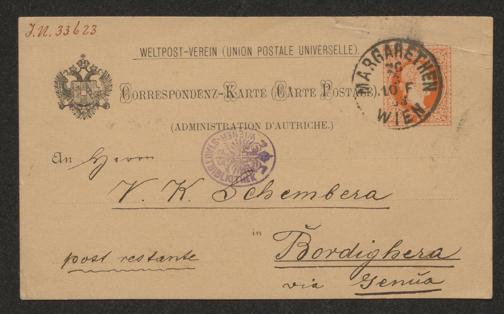 J.N. 33623
WELTPOST-VEREIN (UNION POSTALE UNIVERSELLE).
CORRESPONDENZ-KARTE (CARTE POSTALE).
(ADMINISTRATION D'AUTRICHE.)
MARGARETHEN
WIEN
BIBLIOTHEK
An Herrn
V. K. Schembera
in
Bordighera
post restante
via Genua